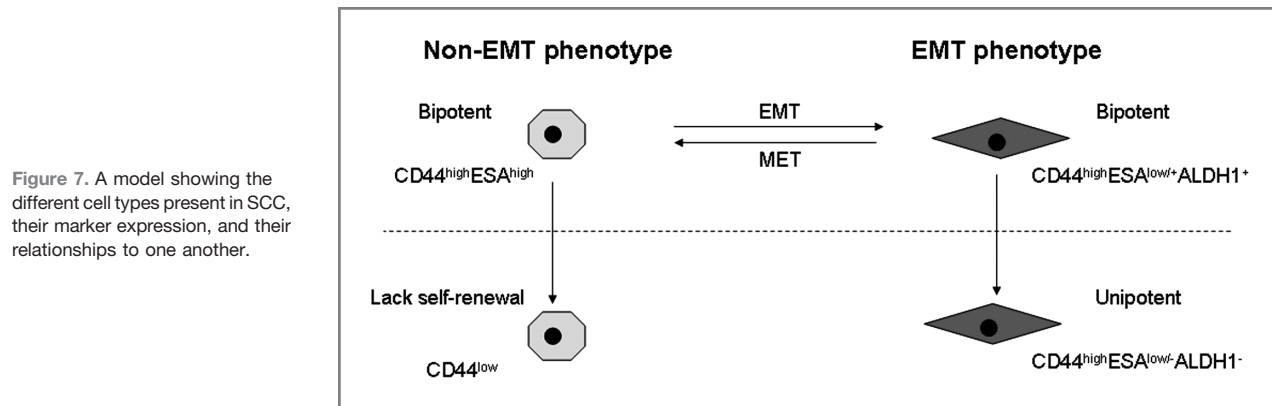 Figure 7. A model showing the
different cell types present in SCC,
their marker expression, and their
relationships to one another.
Non-EMT phenotype
EMT phenotype
Bipotent
EMT
Bipotent
MET
CD44highESAhigh
CD44highESAlow/+ALDH1+
Lack self-renewal
Unipotent
CD44low
CD44highESAlow/-ALDH1-